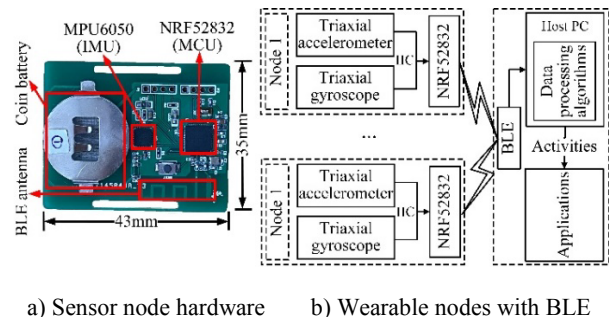 MPU6050
(IMU)
NRF52832
(MCU)
Coin battery
BLE antenna
35mm
43mm
Node 1
Triaxial
accelerometer
Triaxial
gyroscope
IIC
NRF52832
...
Node 1
Triaxial
accelerometer
Triaxial
gyroscope
IIC
NRF52832
BLE
Host PC
Data
processing
algorithms
Activities
Applications
a) Sensor node hardware
b) Wearable nodes with BLE